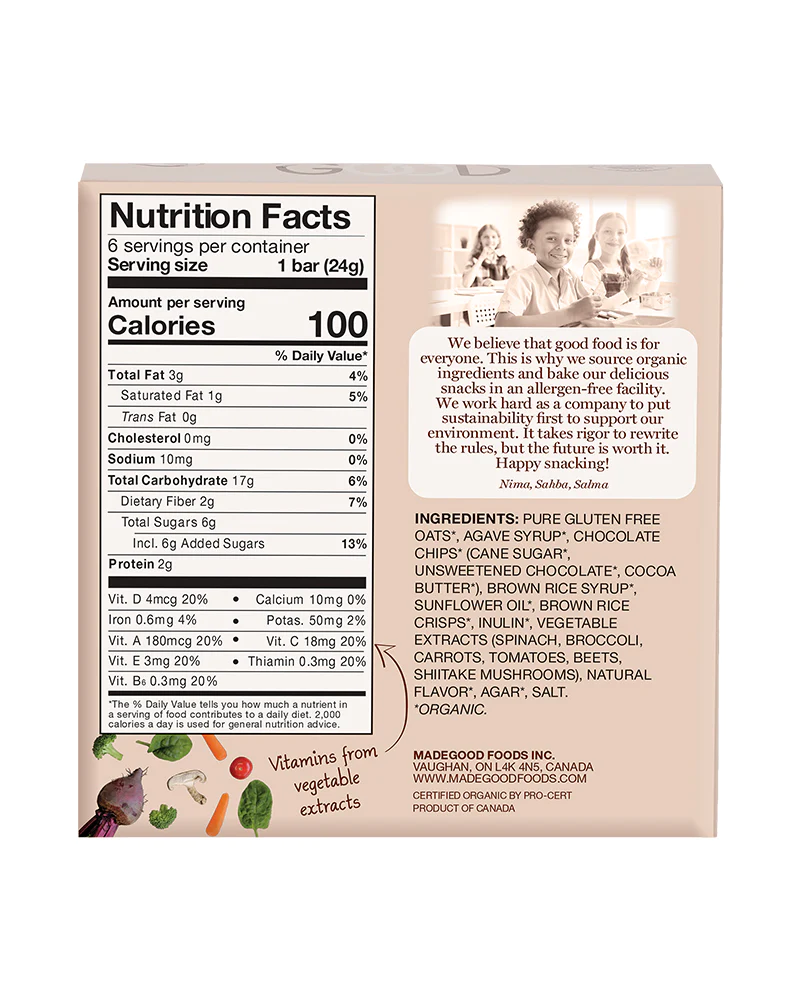 GOOD
Nutrition Facts
6 servings per container
Serving size 1 bar (24g)
Amount per serving
Calories 100
% Daily Value*
Total Fat 3g 4%
Saturated Fat 1g 5%
Trans Fat 0g
Cholesterol 0mg 0%
Sodium 10mg 0%
Total Carbohydrate 17g 6%
Dietary Fiber 2g 7%
Total Sugars 6g
Incl. 6g Added Sugars 13%
Protein 2g
Vit. D 4mcg 20% • Calcium 10mg 0%
Iron 0.6mg 4% • Potas. 50mg 2%
Vit. A 180mcg 20% • Vit. C 18mg 20%
Vit. E 3mg 20% • Thiamin 0.3mg 20%
Vit. B6 0.3mg 20%
*The % Daily Value tells you how much a nutrient in
a serving of food contributes to a daily diet. 2,000
calories a day is used for general nutrition advice.
Vitamins from
vegetable
extracts
We believe that good food is for
everyone. This is why we source organic
ingredients and bake our delicious
snacks in an allergen-free facility.
We work hard as a company to put
sustainability first to support our
environment. It takes rigor to rewrite
the rules, but the future is worth it.
Happy snacking!
Nima, Sahba, Salma
INGREDIENTS: PURE GLUTEN FREE
OATS*, AGAVE SYRUP*, CHOCOLATE
CHIPS* (CANE SUGAR*,
UNSWEETENED CHOCOLATE*, COCOA
BUTTER*), BROWN RICE SYRUP*,
SUNFLOWER OIL*, BROWN RICE
CRISPS*, INULIN*, VEGETABLE
EXTRACTS (SPINACH, BROCCOLI,
CARROTS, TOMATOES, BEETS,
SHIITAKE MUSHROOMS), NATURAL
FLAVOR*, AGAR*, SALT.
*ORGANIC.
MADEGOOD FOODS INC.
VAUGHAN, ON L4K 4N5, CANADA
WWW.MADEGOODFOODS.COM
CERTIFIED ORGANIC BY PRO-CERT
PRODUCT OF CANADA